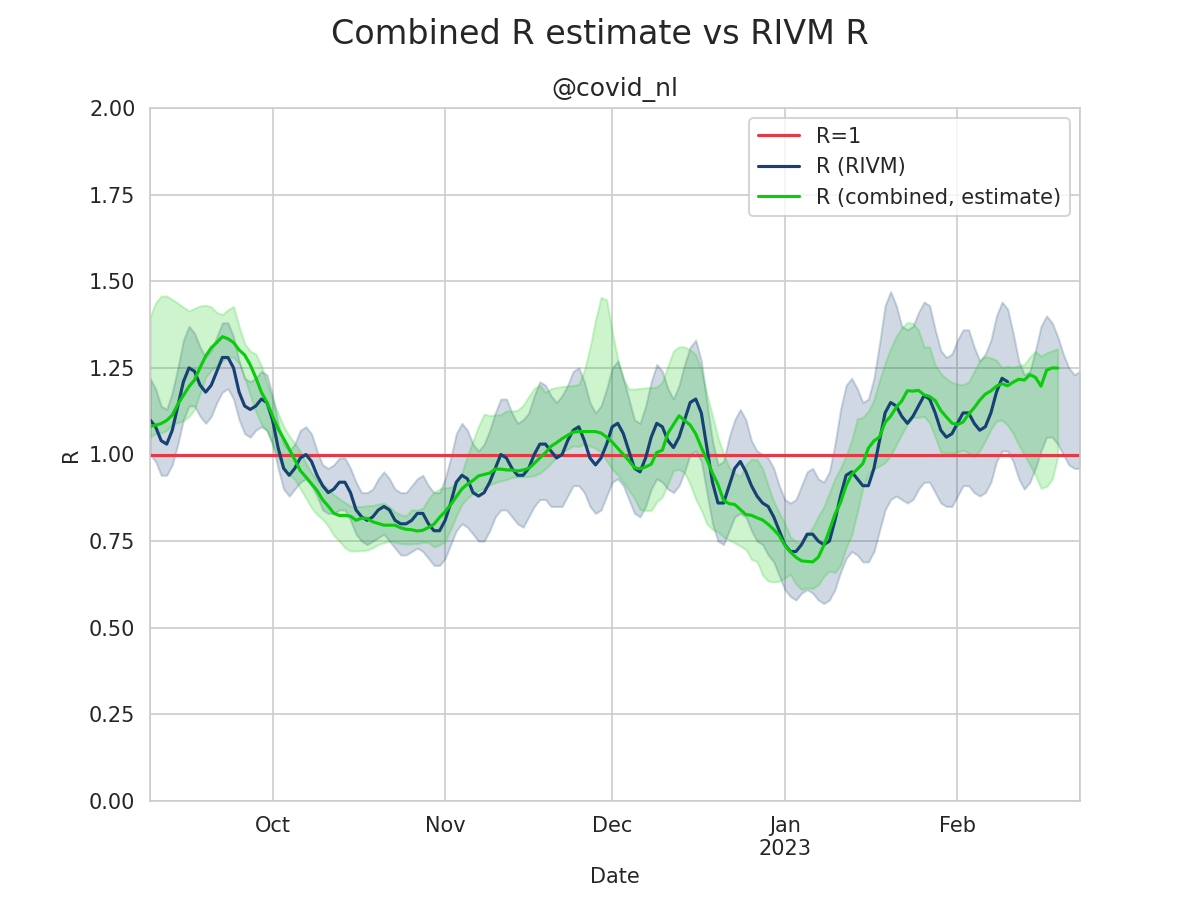 Combined R estimate vs RIVM R
@covid_nl
2.00
1.75
1.50
1.25
1.00
0.75
0.50
0.25
0.00
R
R=1
R (RIVM)
R (combined, estimate)
Oct
Nov
Dec
Jan
2023
Feb
Date